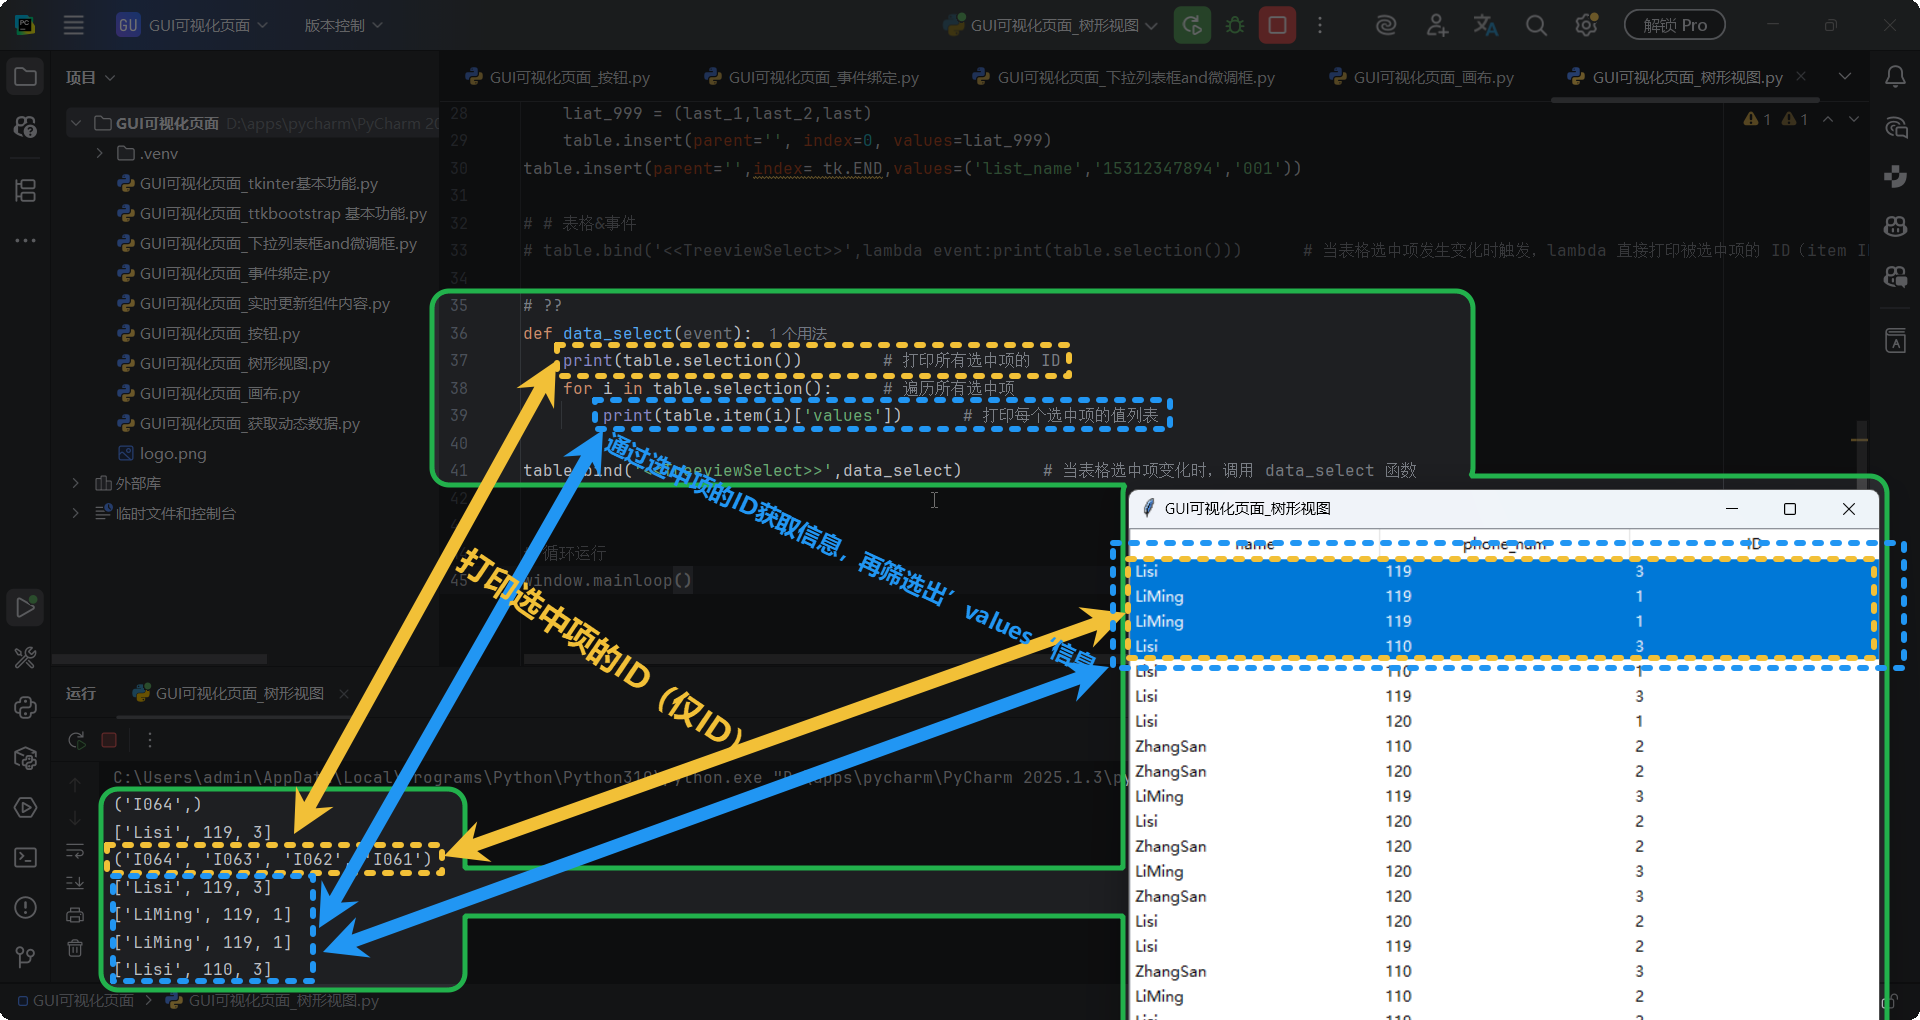 GU GUI可视化页面 版本控制 GUI可视化页面_树形视图 解锁 Pro
项目
GUI可视化页面_按钮.py GUI可视化页面_事件绑定.py GUI可视化页面_下拉列表框and微调框.py GUI可视化页面_画布.py GUI可视化页面_树形视图.py
GUI可视化页面 D:\apps\pycharm\PyCharm 20
.venv
GUI可视化页面_tkinter基本功能.py
GUI可视化页面_ttkbootstrap 基本功能.py
GUI可视化页面_下拉列表框and微调框.py
GUI可视化页面_事件绑定.py
GUI可视化页面_实时更新组件内容.py
GUI可视化页面_按钮.py
GUI可视化页面_树形视图.py
GUI可视化页面_画布.py
GUI可视化页面_获取动态数据.py
logo.png
外部库
临时文件和控制台
1 1
28 liat_999 = (last_1,last_2,last)
29 table.insert(parent='', index=0, values=liat_999)
30 table.insert(parent='',index= tk.END,values=('list_name','15312347894','001'))
31
32 # # 表格&事件
33 # table.bind('<<TreeviewSelect>>',lambda event:print(table.selection())) # 当表格选中项发生变化时触发，lambda 直接打印被选中项的 ID（item I
34
35 # ??
36 def data_select(event): 1 个用法
37 print(table.selection()) # 打印所有选中项的 ID
38 for i in table.selection(): # 遍历所有选中项
39 print(table.item(i)['values']) # 打印每个选中项的值列表
40
41 table.bind('<<TreeviewSelect>>',data_select) # 当表格选中项变化时，调用 data_select 函数
42
循环运行
45 window.mainloop()
通过选中项的ID获取信息，再筛选出’values‘信息
打印选中项的ID（仅ID）
运行 GUI可视化页面_树形视图
C:\Users\admin\AppData\Local\Programs\Python\Python310\python.exe "D:\apps\pycharm\PyCharm 2025.1.3\py
('I064',)
['Lisi', 119, 3]
('I064', 'I063', 'I062', 'I061')
['Lisi', 119, 3]
['LiMing', 119, 1]
['LiMing', 119, 1]
['Lisi', 110, 3]
GUI可视化页面 GUI可视化页面_树形视图.py
GUI可视化页面_树形视图
name phone_num ID
Lisi 119 3
LiMing 119 1
LiMing 119 1
Lisi 110 3
Lisi 110 1
Lisi 119 3
Lisi 120 1
ZhangSan 110 2
ZhangSan 120 2
LiMing 119 3
Lisi 120 2
ZhangSan 120 2
LiMing 120 3
ZhangSan 120 3
Lisi 120 2
Lisi 119 2
ZhangSan 110 3
LiMing 110 2